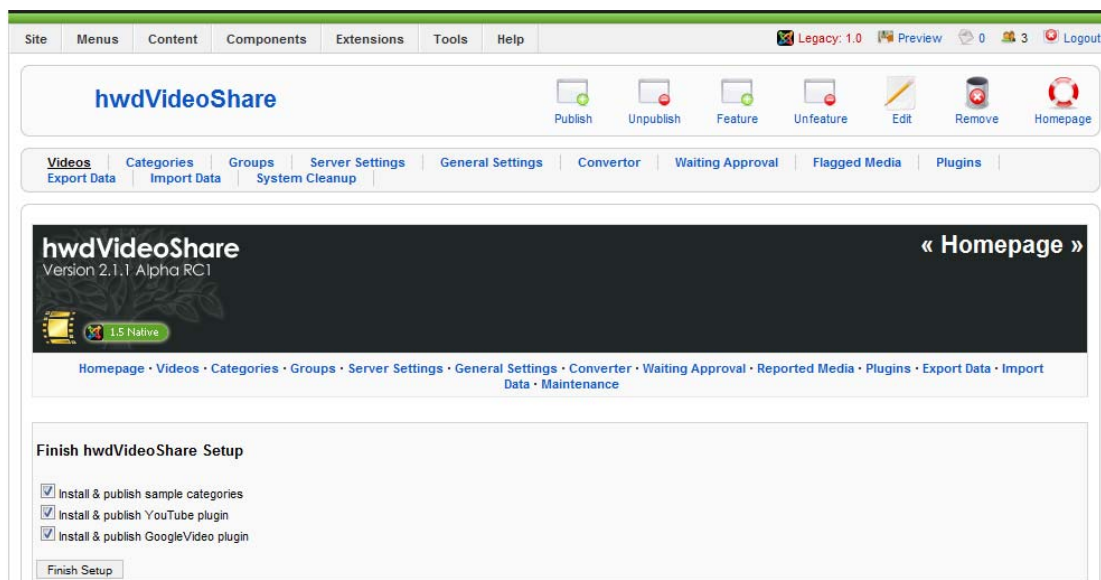 Site Menus Content Components Extensions Tools Help Legacy: 1.0 Preview 0 3 Logout
hwdVideoShare
Publish Unpublish Feature Unfeature Edit Remove Homepage
Videos Categories Groups Server Settings General Settings Convertor Waiting Approval Flagged Media Plugins
Export Data Import Data System Cleanup
hwdVideoShare « Homepage »
Version 2.1.1 Alpha RC1
1.5 Native
Homepage · Videos · Categories · Groups · Server Settings · General Settings · Converter · Waiting Approval · Reported Media · Plugins · Export Data · Import
Data · Maintenance
Finish hwdVideoShare Setup
Install & publish sample categories
Install & publish YouTube plugin
Install & publish GoogleVideo plugin
Finish Setup